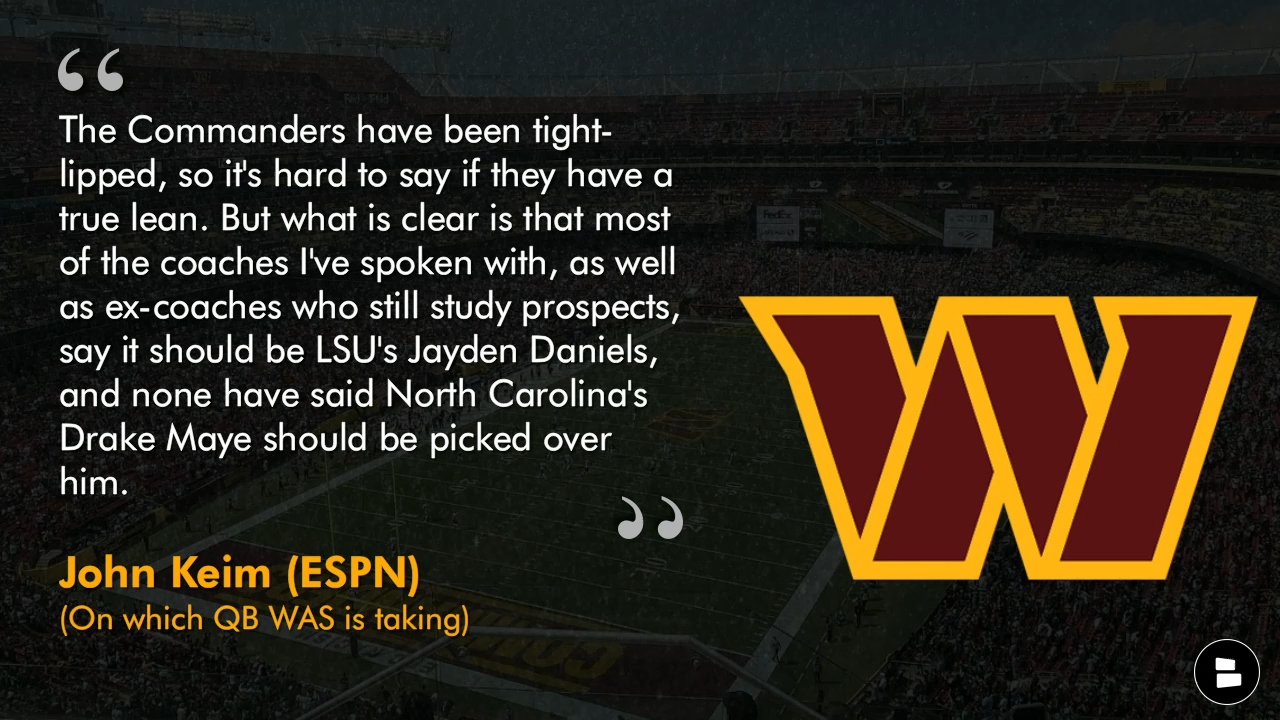 “
The Commanders have been tight-
lipped, so it's hard to say if they have a
true lean. But what is clear is that most
of the coaches I've spoken with, as well
as ex-coaches who still study prospects,
say it should be LSU's Jayden Daniels,
and none have said North Carolina's
Drake Maye should be picked over
him.
”
John Keim (ESPN)
(On which QB WAS is taking)
W
FedEx
B